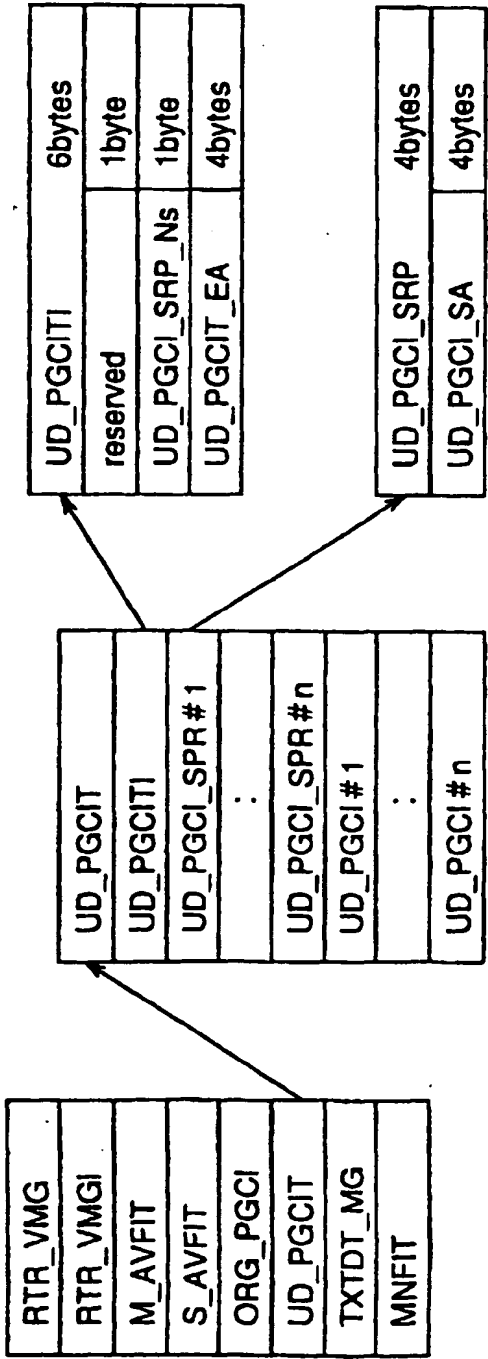 RTR_VMG
RTR_VMGI
M_AVFIT
S_AVFIT
ORG_PGCI
UD_PGCIT
TXTDT_MG
MNFIT
UD_PGCIT
UD_PGCITI
UD_PGCI_SPR#1
:
UD_PGCI_SPR#n
UD_PGCI#1
:
UD_PGCI#n
UD_PGCITI 6bytes
reserved 1byte
UD_PGCI_SRP_Ns 1byte
UD_PGCIT_EA 4bytes
UD_PGCI_SRP 4bytes
UD_PGCI_SA 4bytes